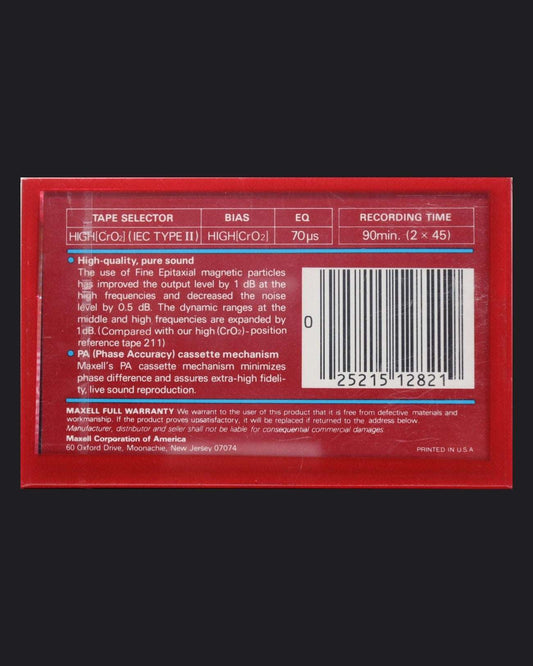 TAPE SELECTOR BIAS EQ RECORDING TIME
HIGH[CrO2] (IEC TYPE II) HIGH[CrO2] 70µs 90min. (2 × 45)
• High-quality, pure sound
The use of Fine Epitaxial magnetic particles
has improved the output level by 1 dB at the
high frequencies and decreased the noise
level by 0.5 dB. The dynamic ranges at the
middle and high frequencies are expanded by
1dB. (Compared with our high (CrO2)-position
reference tape 211)
• PA (Phase Accuracy) cassette mechanism
Maxell's PA cassette mechanism minimizes
phase difference and assures extra-high fideli-
ty, live sound reproduction.
0 25215 12821
MAXELL FULL WARRANTY We warrant to the user of this product that it is free from defective materials and
workmanship. If the product proves upsatisfactory, it will be replaced if returned to the address below.
Manufacturer, distributor and seller shall not be liable for consequential commercial damages.
Maxell Corporation of America
60 Oxford Drive, Moonachie, New Jersey 07074
PRINTED IN U.S.A